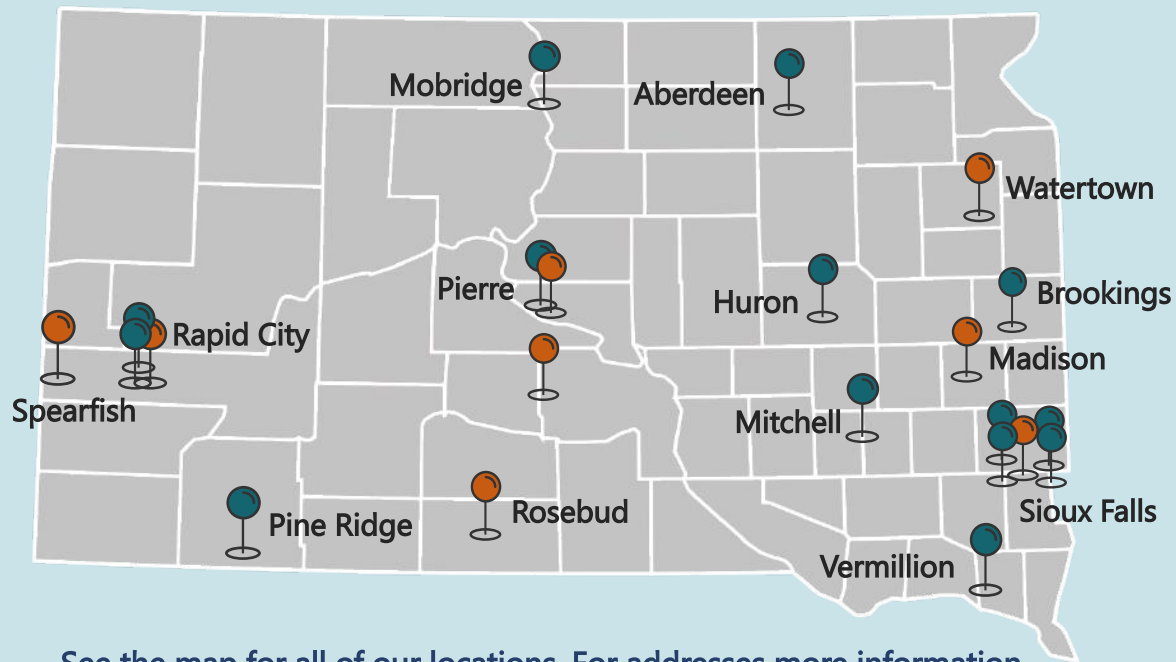 Mobridge
Aberdeen
Watertown
Pierre
Huron
Brookings
Rapid City
Madison
Spearfish
Mitchell
Pine Ridge
Rosebud
Sioux Falls
Vermillion
See the map for all of our locations. For addresses more information